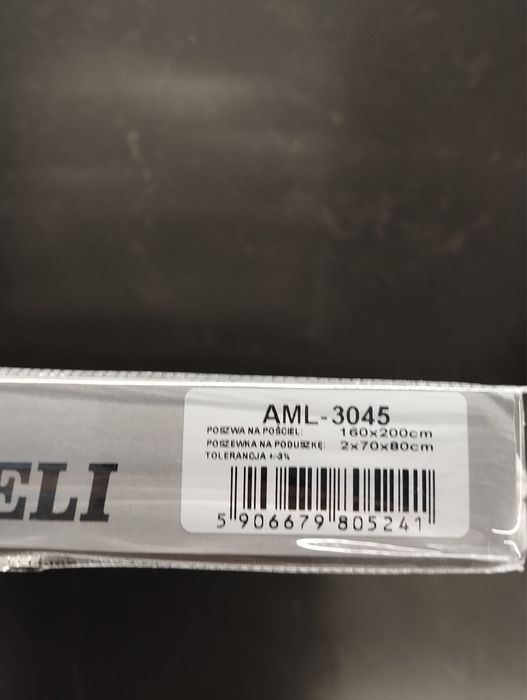 ELI
AML-3045
POSZWA NA POŚCIEL: 160x200cm
POSZEWKA NA PODUSZKĘ: 2x70x80cm
TOLERANCJA +/-3%
5 906679 805241